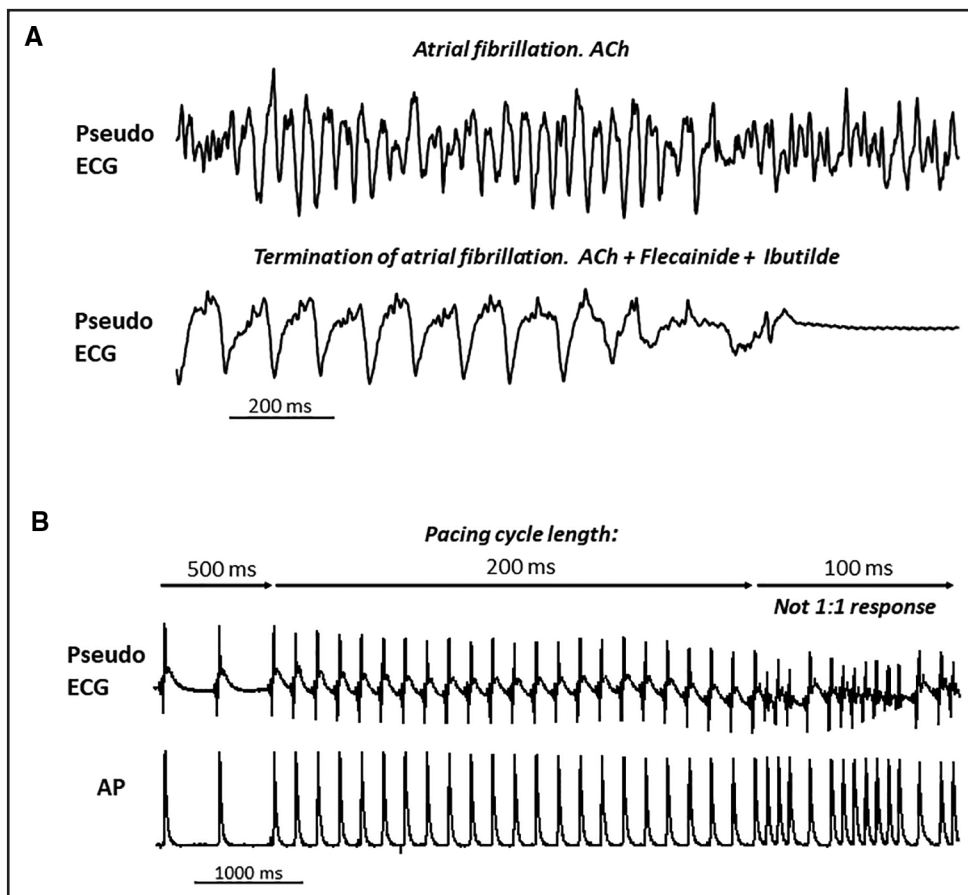 A
Atrial fibrillation. ACh
Pseudo
ECG
Termination of atrial fibrillation. ACh + Flecainide + Ibutilde
Pseudo
ECG
200 ms
B
Pacing cycle length:
500 ms
200 ms
100 ms
Not 1:1 response
Pseudo
ECG
AP
1000 ms